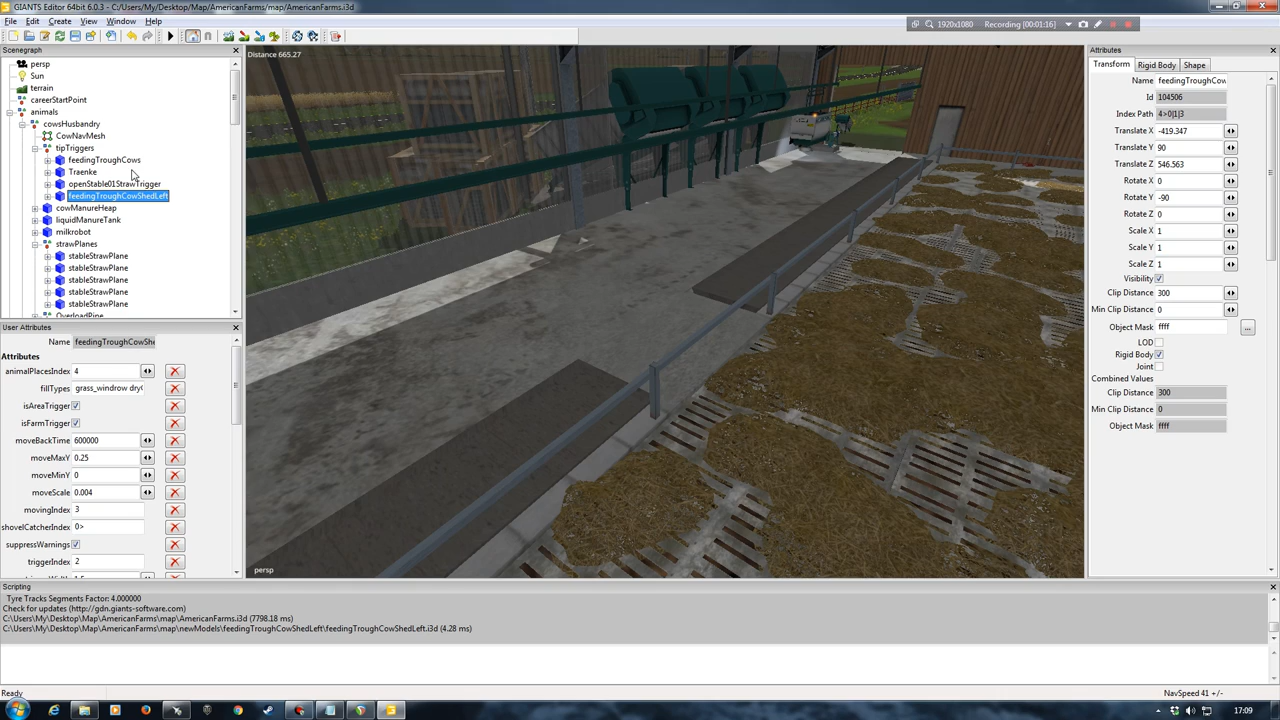 GIANTS Editor 64bit 6.0.3 - C:/Users/My/Desktop/Map/AmericanFarms/map/AmericanFarms.i3d
File Edit Create View Window Help
1920x1080 Recording [00:01:16]
Scenegraph
persp
Sun
terrain
careerStartPoint
animals
cowsHusbandry
CowNavMesh
tipTriggers
feedingTroughCows
Traenke
openStable01StrawTrigger
feedingTroughCowShedLeft
cowManureHeap
liquidManureTank
milkrobot
strawPlanes
stableStrawPlane
stableStrawPlane
stableStrawPlane
stableStrawPlane
stableStrawPlane
User Attributes
Name feedingTroughCowShe
Attributes
animalPlacesIndex 4
fillTypes grass_windrow dry
isAreaTrigger
isFarmTrigger
moveBackTime 600000
moveMaxY 0.25
moveMinY 0
moveScale 0.004
movingIndex 3
shovelCatcherIndex 0>
suppressWarnings
triggerIndex 2
Distance 665.27
persp
Attributes
Transform Rigid Body Shape
Name feedingTroughCow
Id 104506
Index Path 4>0|1|3
Translate X -419.347
Translate Y 90
Translate Z 546.563
Rotate X 0
Rotate Y -90
Rotate Z 0
Scale X 1
Scale Y 1
Scale Z 1
Visibility
Clip Distance 300
Min Clip Distance 0
Object Mask ffff ...
LOD
Rigid Body
Joint
Combined Values
Clip Distance 300
Min Clip Distance 0
Object Mask ffff
Scripting
Tyre Tracks Segments Factor: 4.000000
Check for updates (http://gdn.giants-software.com)
C:\Users\My\Desktop\Map\AmericanFarms\map\AmericanFarms.i3d (7798.18 ms)
C:\Users\My\Desktop\Map\AmericanFarms\map\newModels\feedingTroughCowShedLeft\feedingTroughCowShedLeft.i3d (4.28 ms)
Ready
NavSpeed 41 +/-
17:09